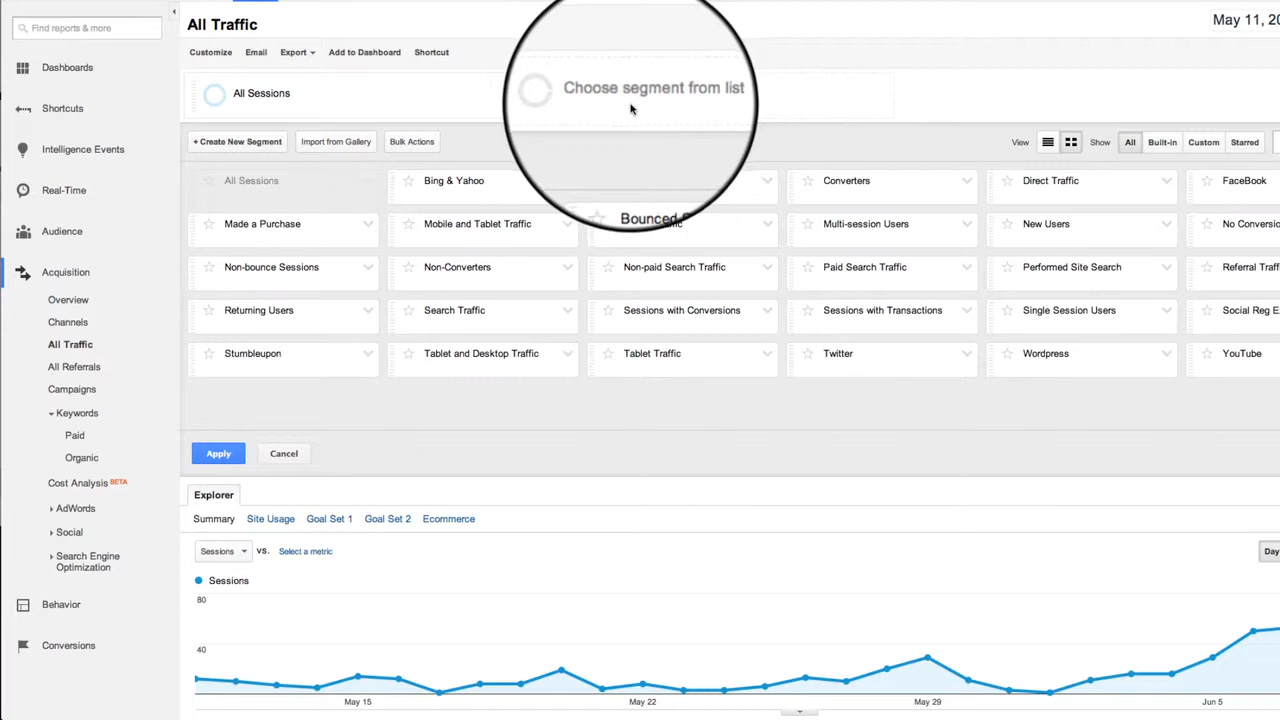 Find reports & more
All Traffic
May 11, 20
Customize Email Export Add to Dashboard Shortcut
All Sessions
Choose segment from list
+ Create New Segment Import from Gallery Bulk Actions
View Show All Built-in Custom Starred
All Sessions Bing & Yahoo Converters Direct Traffic FaceBook
Bounced
Made a Purchase Mobile and Tablet Traffic Multi-session Users New Users No Conversio
Non-bounce Sessions Non-Converters Non-paid Search Traffic Paid Search Traffic Performed Site Search Referral Traff
Returning Users Search Traffic Sessions with Conversions Sessions with Transactions Single Session Users Social Reg E
Stumbleupon Tablet and Desktop Traffic Tablet Traffic Twitter Wordpress YouTube
Apply Cancel
Dashboards
Shortcuts
Intelligence Events
Real-Time
Audience
Acquisition
Overview
Channels
All Traffic
All Referrals
Campaigns
Keywords
Paid
Organic
Cost Analysis BETA
AdWords
Social
Search Engine
Optimization
Behavior
Conversions
Explorer
Summary Site Usage Goal Set 1 Goal Set 2 Ecommerce
Sessions vs. Select a metric
Day
Sessions
80
40
May 15 May 22 May 29 Jun 5